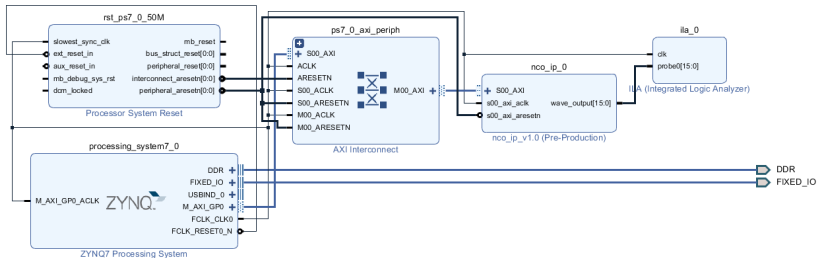 rst_ps7_0_50M
slowest_sync_clk
ext_reset_in
aux_reset_in
mb_debug_sys_rst
dcm_locked
mb_reset
bus_struct_reset[0:0]
peripheral_reset[0:0]
interconnect_aresetn[0:0]
peripheral_aresetn[0:0]
Processor System Reset
ps7_0_axi_periph
S00_AXI
ACLK
ARESETN
S00_ACLK
S00_ARESETN
M00_ACLK
M00_ARESETN
M00_AXI
AXI Interconnect
nco_ip_0
S00_AXI
s00_axi_aclk
s00_axi_aresetn
wave_output[15:0]
nco_ip_v1.0 (Pre-Production)
ila_0
clk
probe0[15:0]
ILA (Integrated Logic Analyzer)
processing_system7_0
M_AXI_GP0_ACLK
ZYNQ
DDR
FIXED_IO
USBIND_0
M_AXI_GP0
FCLK_CLK0
FCLK_RESET0_N
ZYNQ7 Processing System
DDR
FIXED_IO